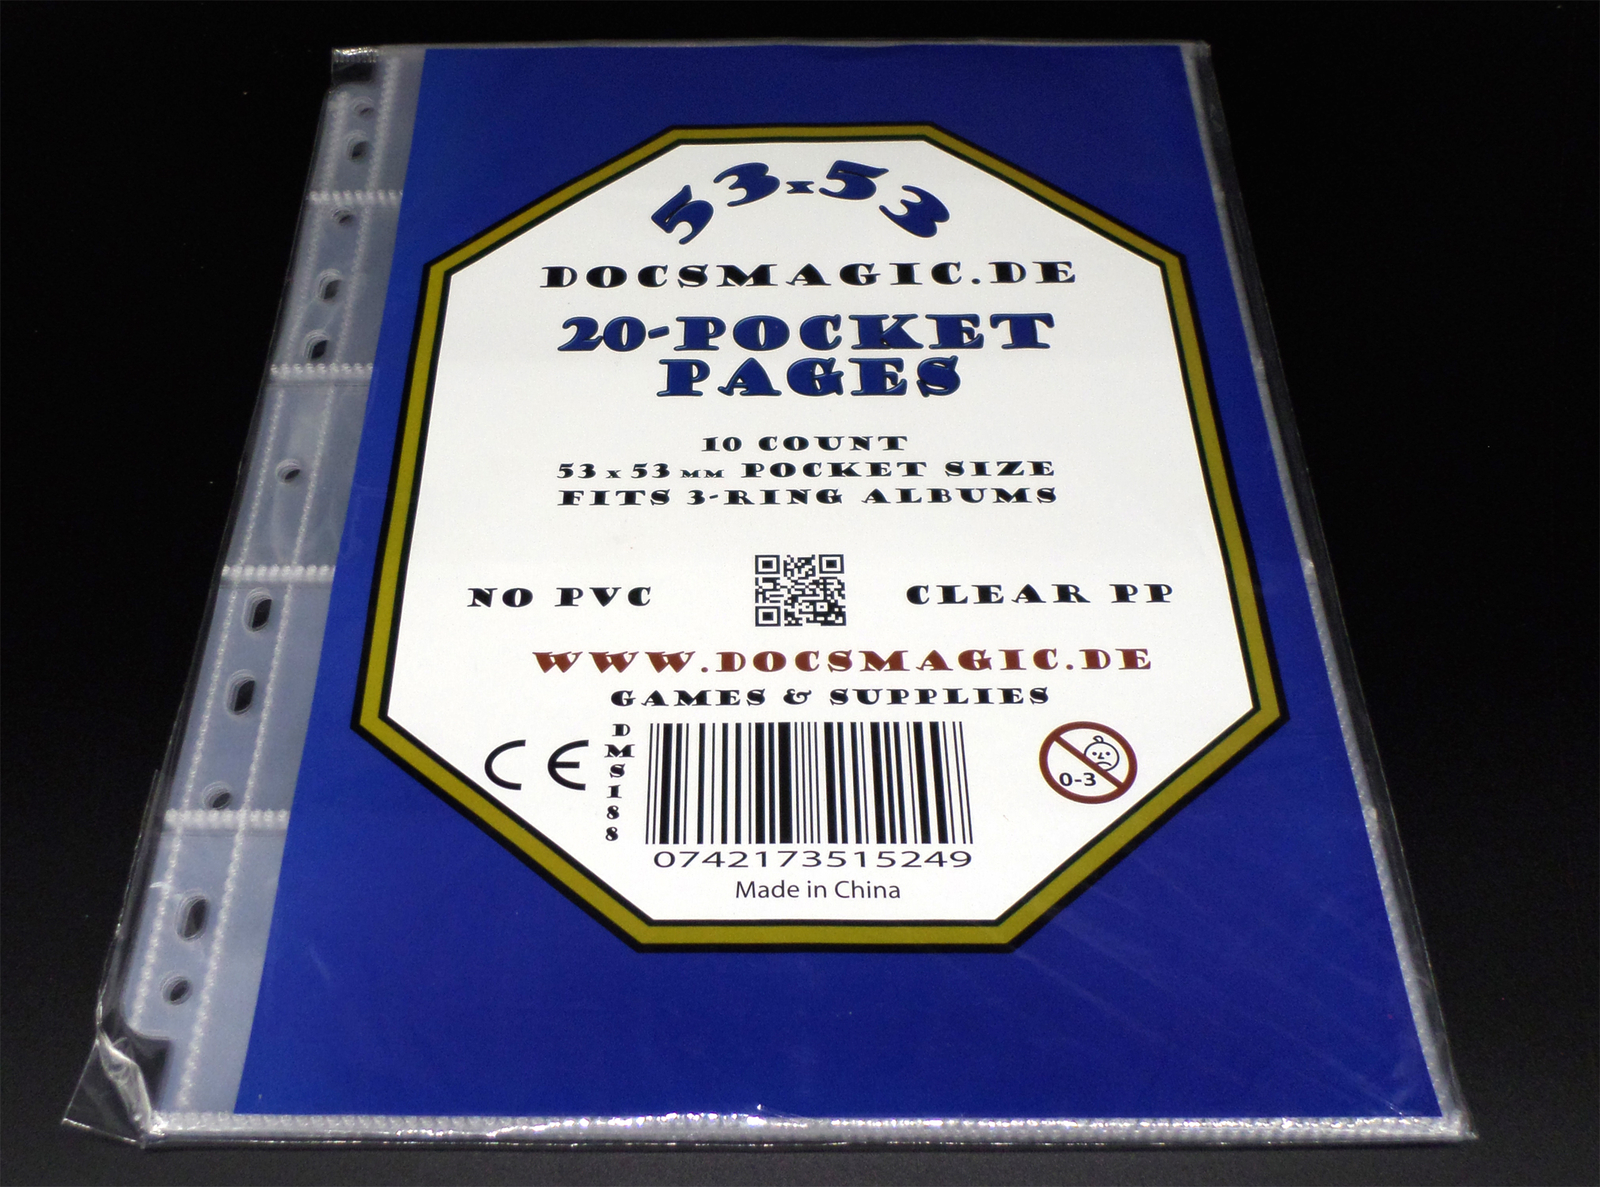 53x53
DOCSMAGIC.DE
20-POCKET
PAGES
10 COUNT
53 x 53 MM POCKET SIZE
FITS 3-RING ALBUMS
NO PVC
CLEAR PP
WWW.DOCSMAGIC.DE
GAMES & SUPPLIES
CE
DMS188
0-3
0742173515249
Made in China